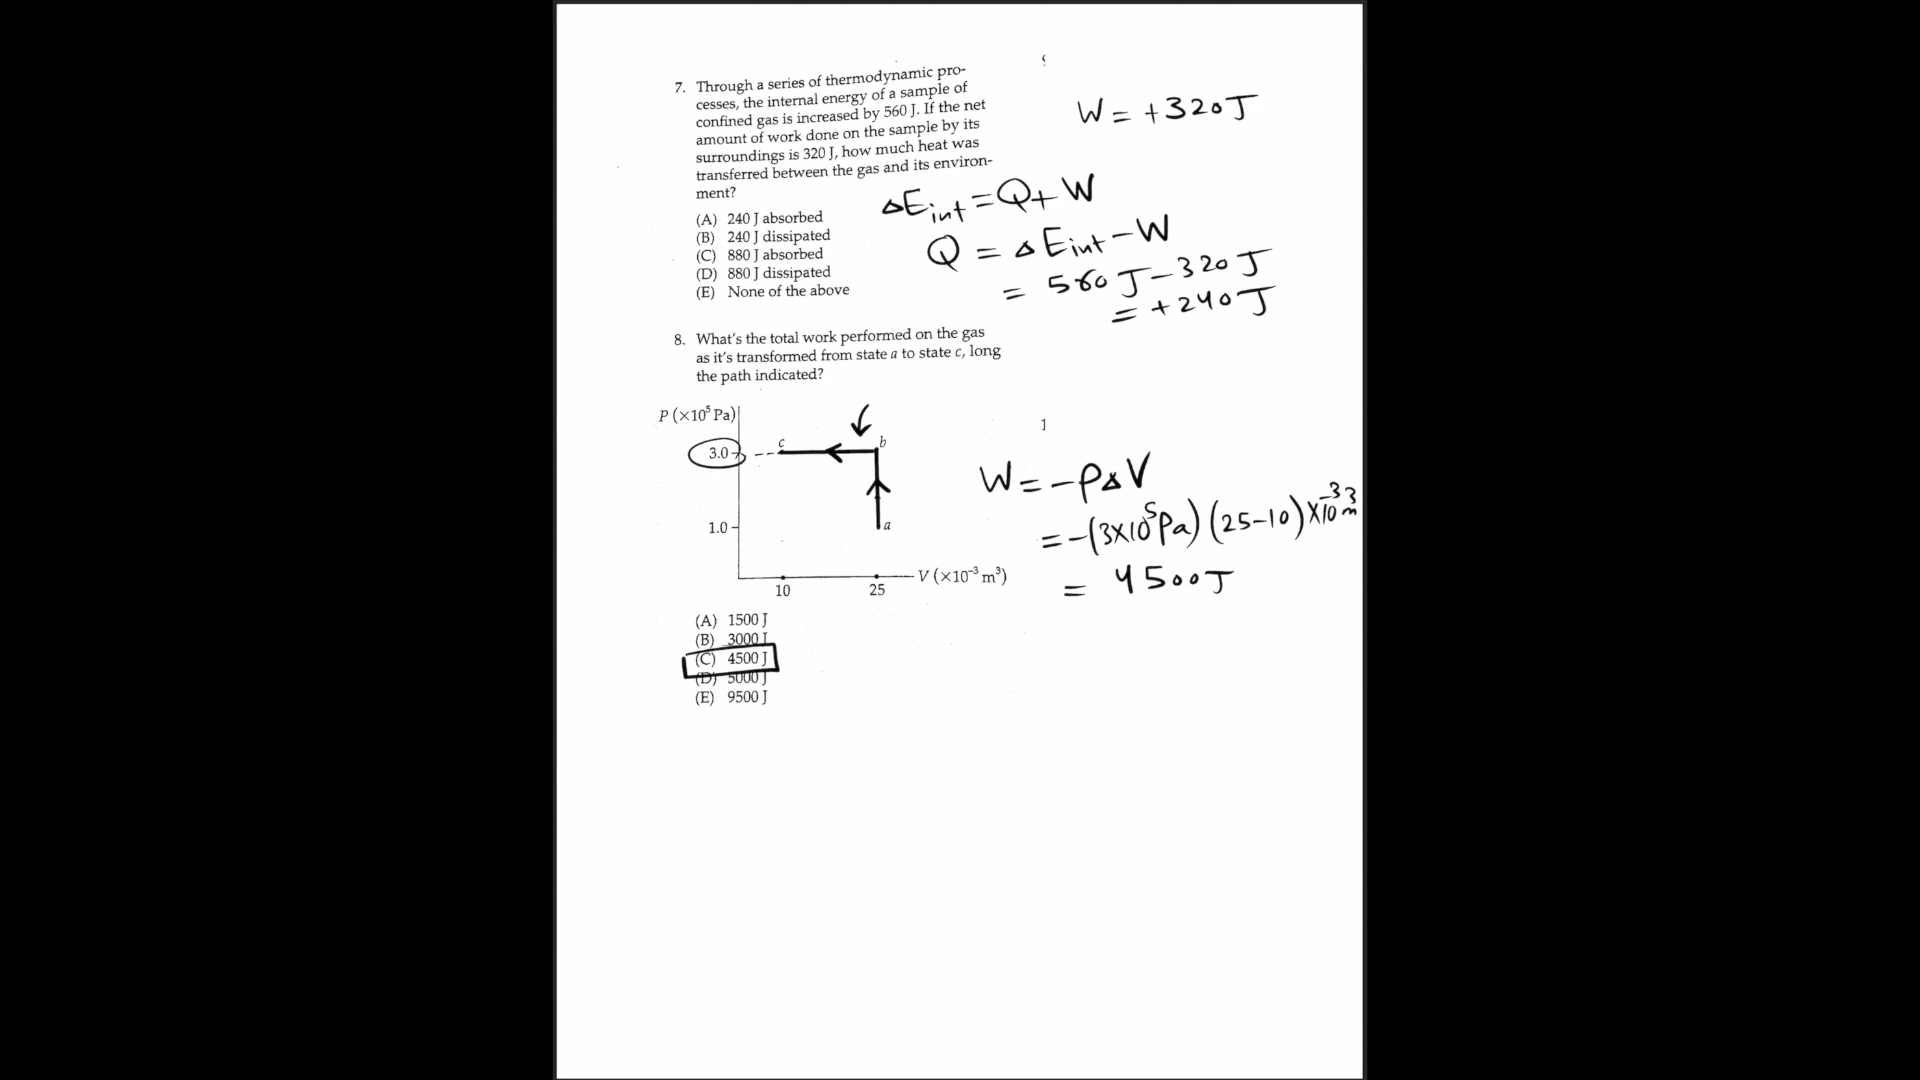 7. Through a series of thermodynamic pro-
cesses, the internal energy of a sample of
confined gas is increased by 560 J. If the net
amount of work done on the sample by its
surroundings is 320 J, how much heat was
transferred between the gas and its environ-
ment?
(A) 240 J absorbed
(B) 240 J dissipated
(C) 880 J absorbed
(D) 880 J dissipated
(E) None of the above
W = +320 J
ΔEint = Q + W
Q = ΔEint − W
= 560 J − 320 J
= +240 J
8. What's the total work performed on the gas
as it's transformed from state a to state c, long
the path indicated?
P (×10⁵ Pa)
3.0
c
b
1.0
a
10
25
V (×10⁻³ m³)
1
W = −PΔV
= −(3×10⁵ Pa) (25−10) ×10⁻³ m³
= 4500 J
(A) 1500 J
(B) 3000 J
(C) 4500 J
(D) 5000 J
(E) 9500 J